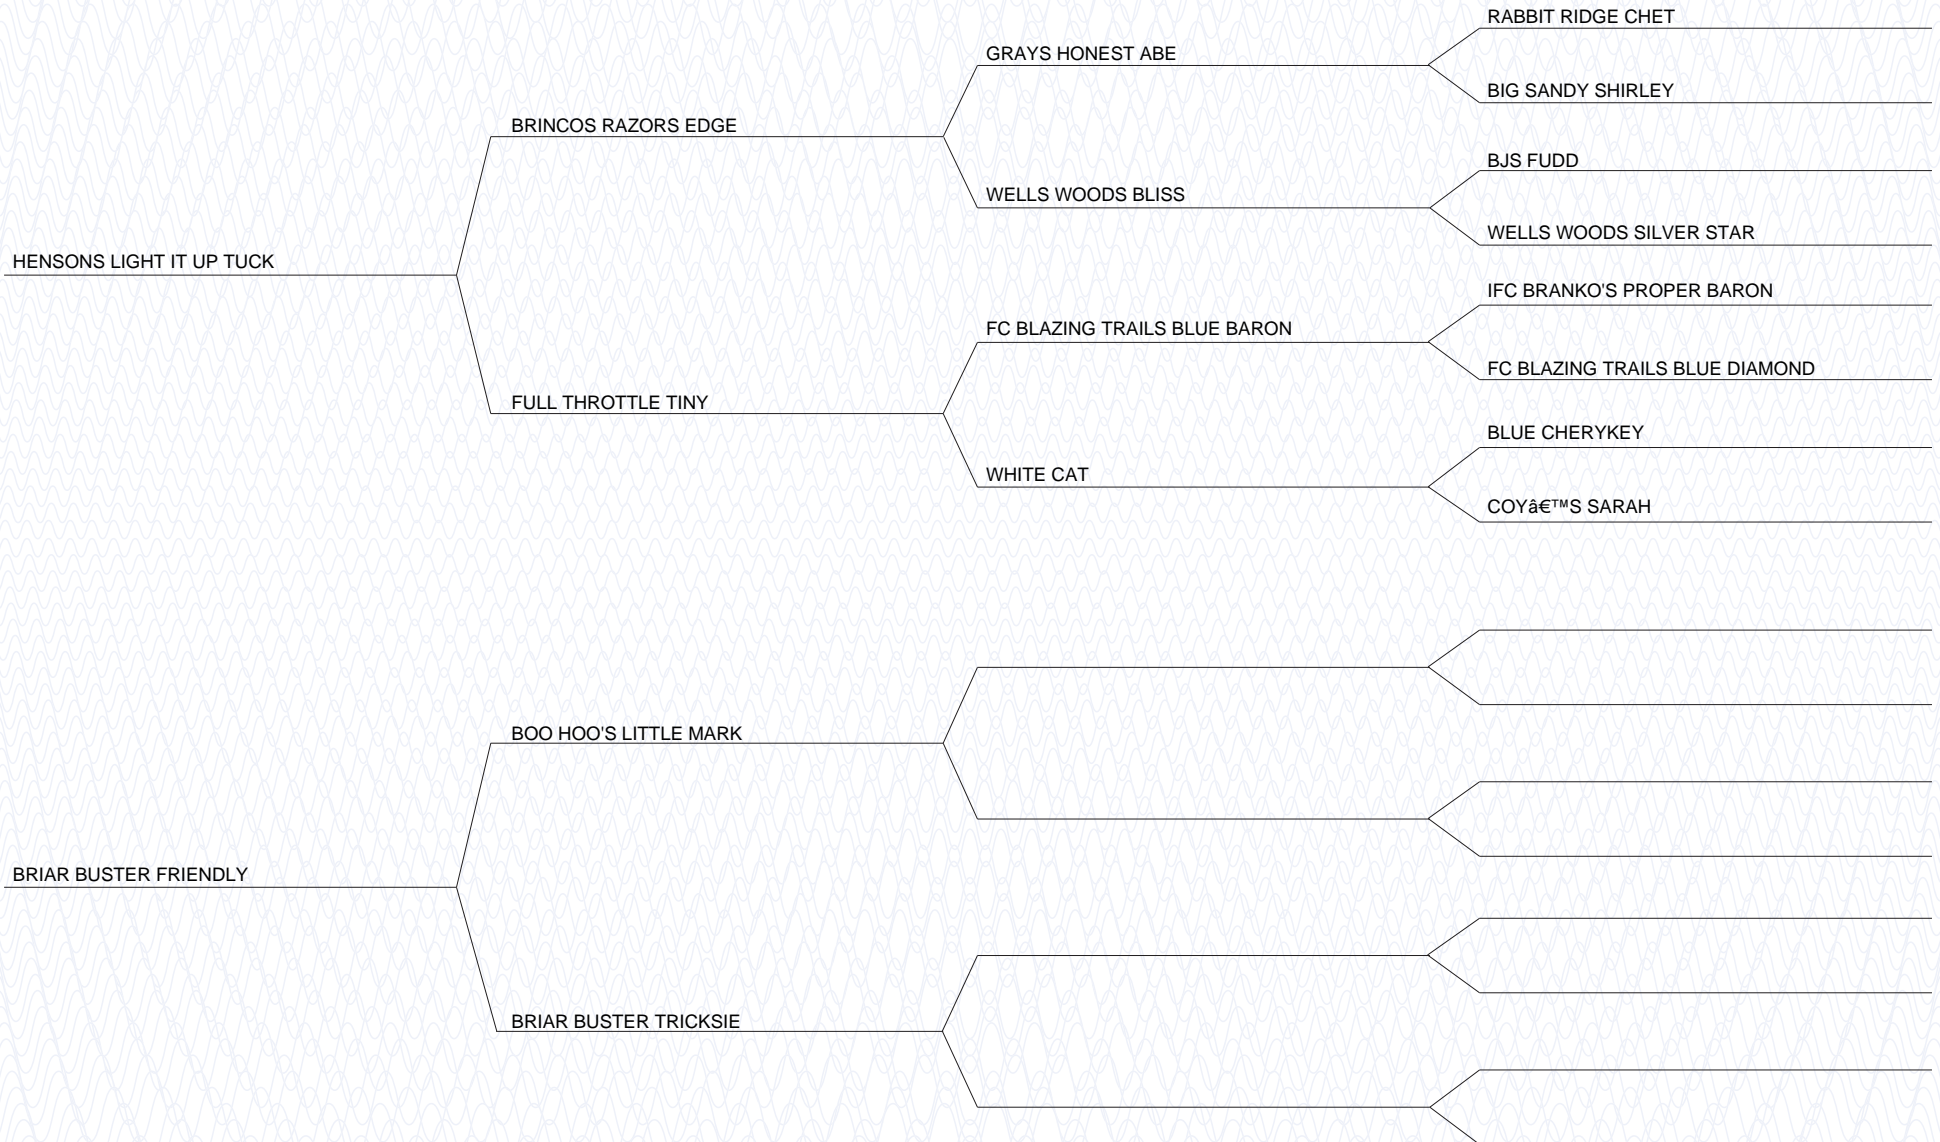 RABBIT RIDGE CHET
GRAYS HONEST ABE
BIG SANDY SHIRLEY
BRINCOS RAZORS EDGE
BJS FUDD
WELLS WOODS BLISS
WELLS WOODS SILVER STAR
HENSONS LIGHT IT UP TUCK
IFC BRANKO'S PROPER BARON
FC BLAZING TRAILS BLUE BARON
FC BLAZING TRAILS BLUE DIAMOND
FULL THROTTLE TINY
BLUE CHERYKEY
WHITE CAT
COYâ€™S SARAH
BOO HOO'S LITTLE MARK
BRIAR BUSTER FRIENDLY
BRIAR BUSTER TRICKSIE